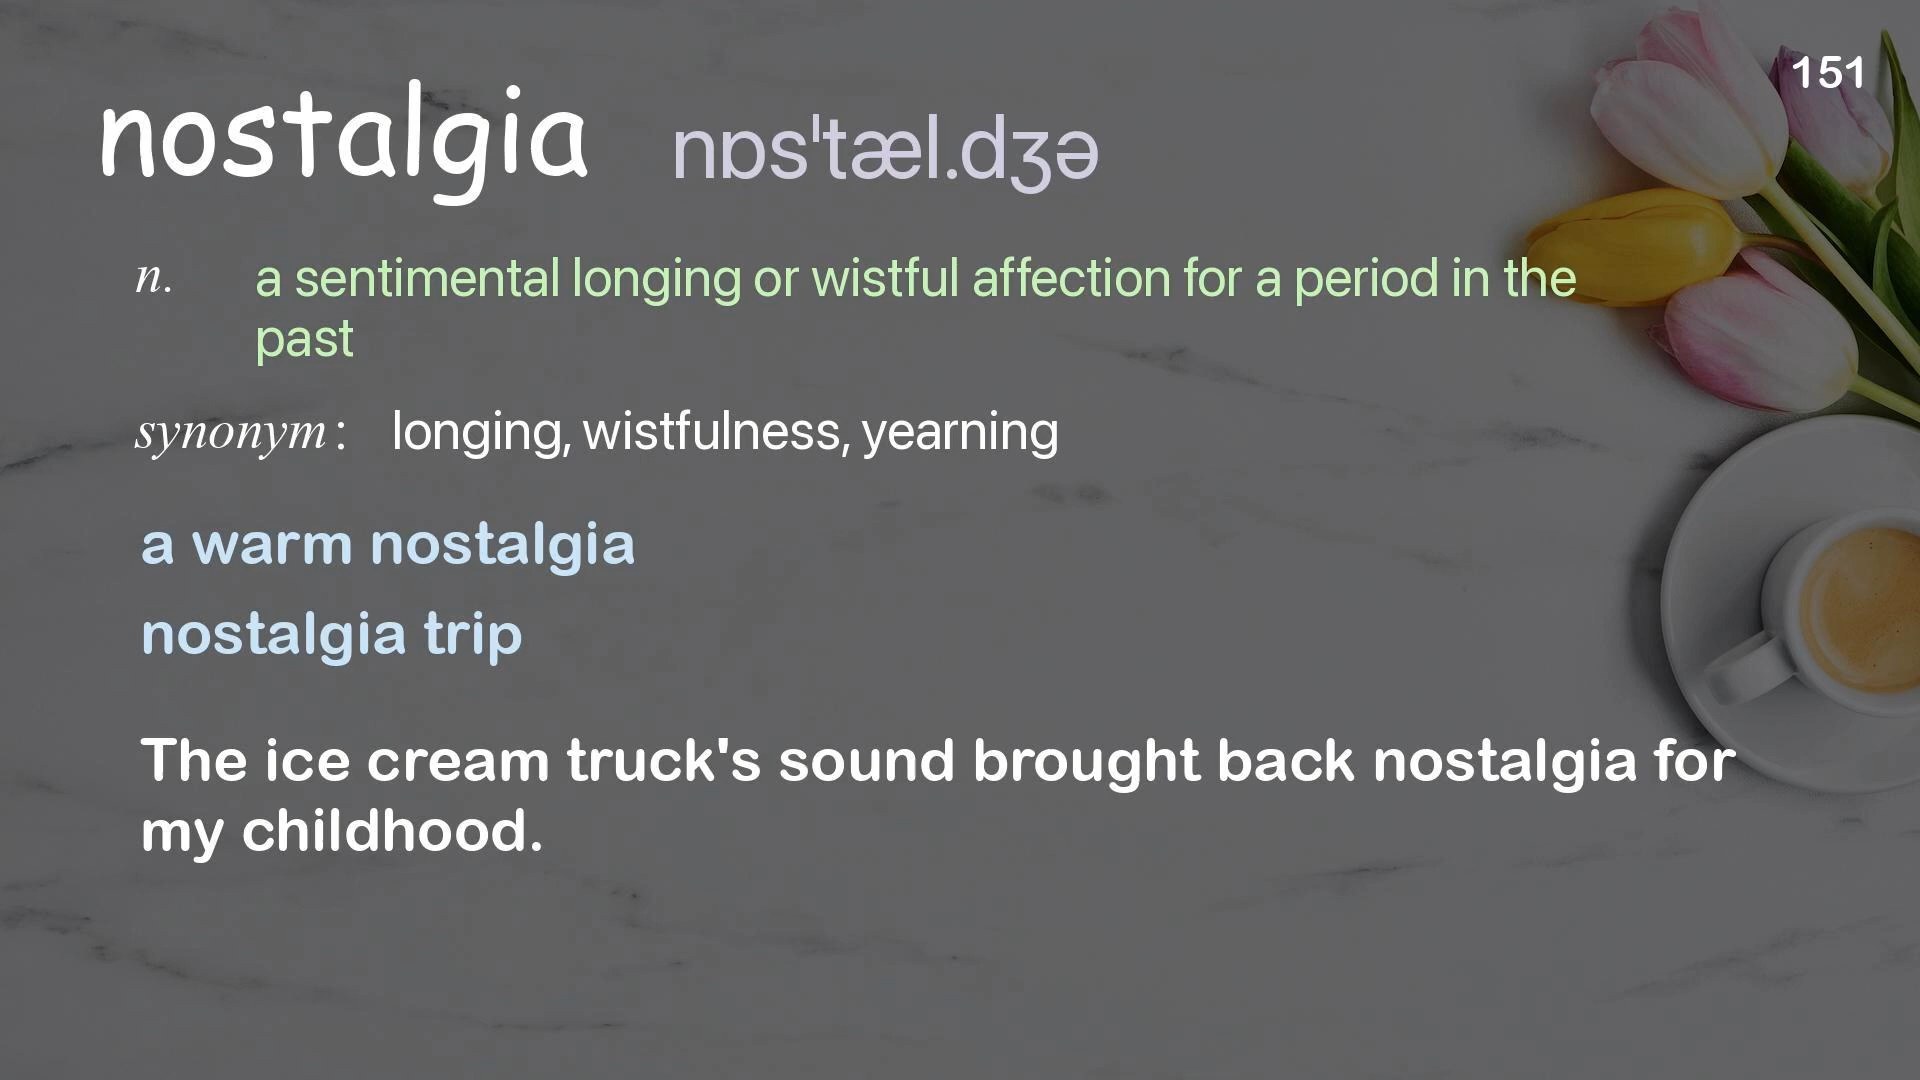 151
nostalgia nɒsˈtæl.dʒə
n. a sentimental longing or wistful affection for a period in the
past
synonym: longing, wistfulness, yearning
a warm nostalgia
nostalgia trip
The ice cream truck's sound brought back nostalgia for
my childhood.